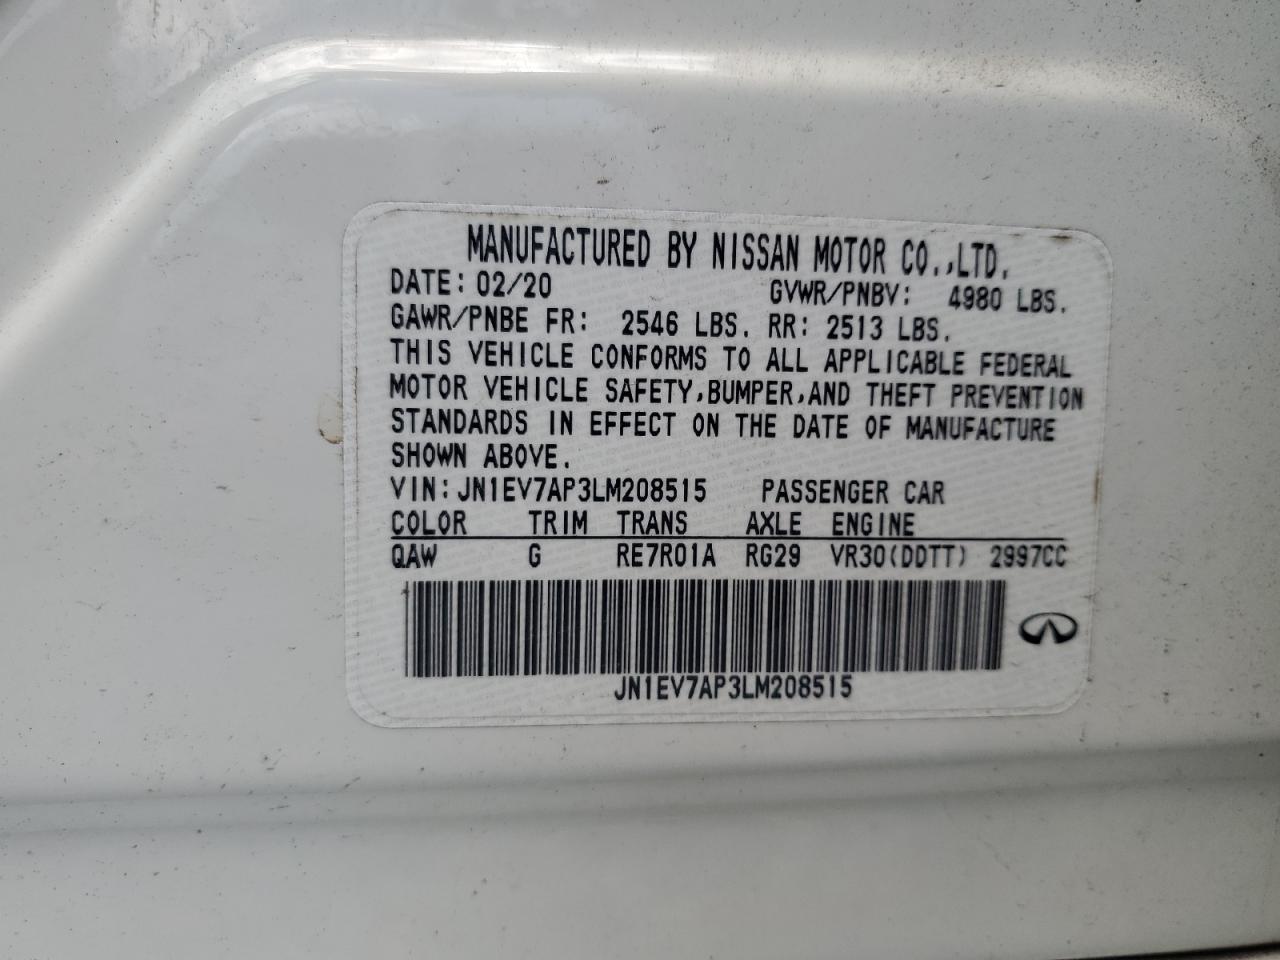 MANUFACTURED BY NISSAN MOTOR CO.,LTD.
DATE: 02/20 GVWR/PNBV: 4980 LBS.
GAWR/PNBE FR: 2546 LBS. RR: 2513 LBS.
THIS VEHICLE CONFORMS TO ALL APPLICABLE FEDERAL
MOTOR VEHICLE SAFETY,BUMPER,AND THEFT PREVENTION
STANDARDS IN EFFECT ON THE DATE OF MANUFACTURE
SHOWN ABOVE.
VIN: JN1EV7AP3LM208515 PASSENGER CAR
COLOR TRIM TRANS AXLE ENGINE
QAW G RE7R01A RG29 VR30(DDTT) 2997CC
JN1EV7AP3LM208515